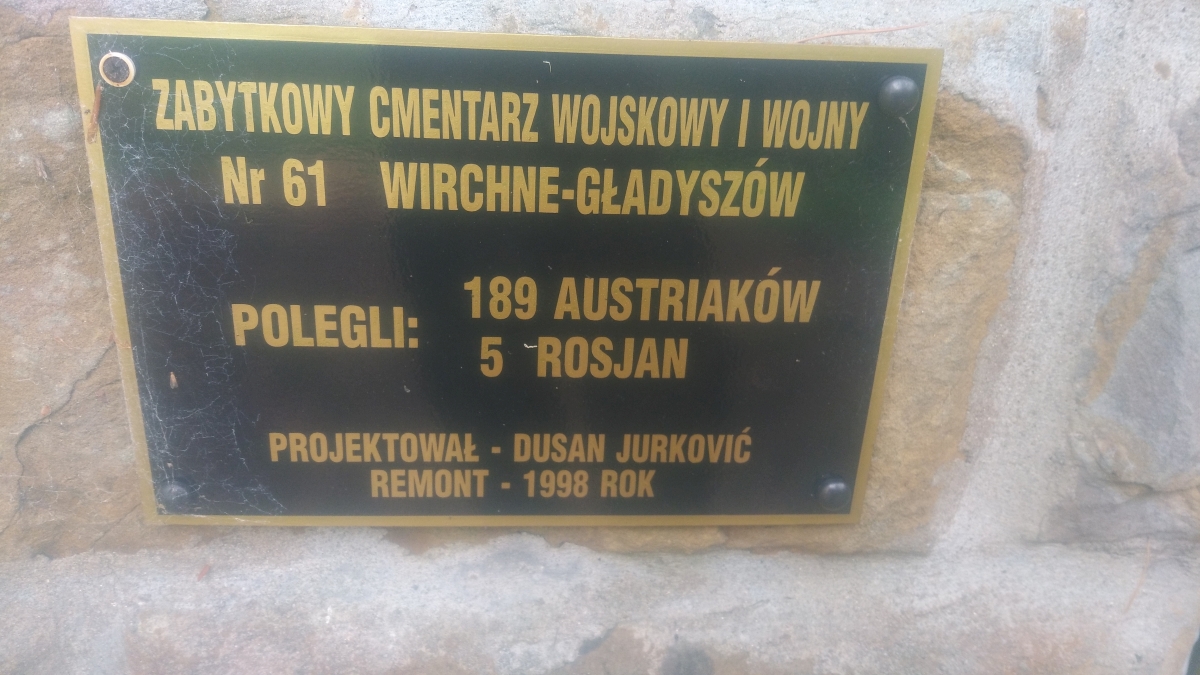 ZABYTKOWY CMENTARZ WOJSKOWY I WOJNY
Nr 61 WIRCHNE-GŁADYSZÓW
POLEGLI: 189 AUSTRIAKÓW
5 ROSJAN
PROJEKTOWAŁ - DUSAN JURKOVIĆ
REMONT - 1998 ROK